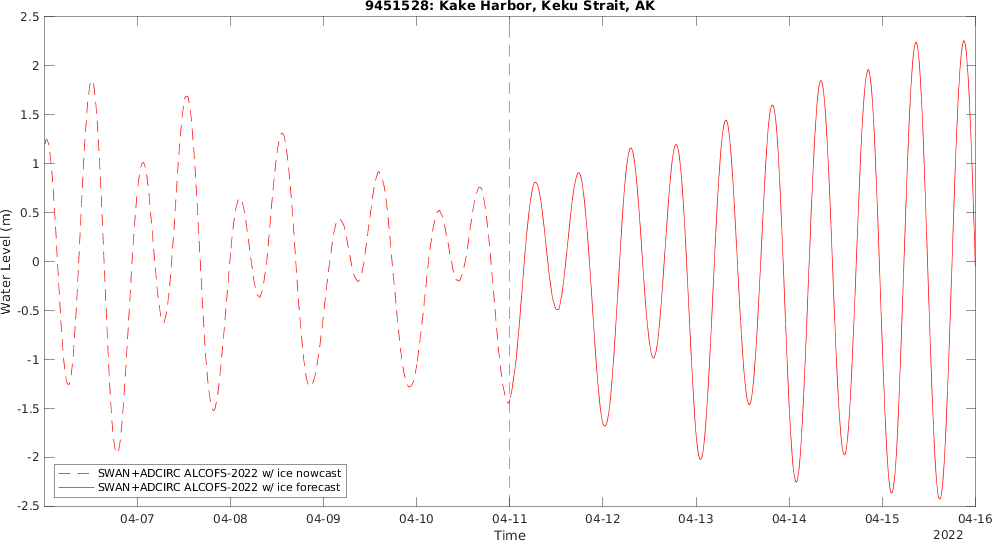 9451528: Kake Harbor, Keku Strait, AK
2.5
2
1.5
1
0.5
0
-0.5
-1
-1.5
-2
-2.5
Water Level (m)
SWAN+ADCIRC ALCOFS-2022 w/ ice nowcast
SWAN+ADCIRC ALCOFS-2022 w/ ice forecast
04-07 04-08 04-09 04-10 04-11 04-12 04-13 04-14 04-15 04-16
Time
2022